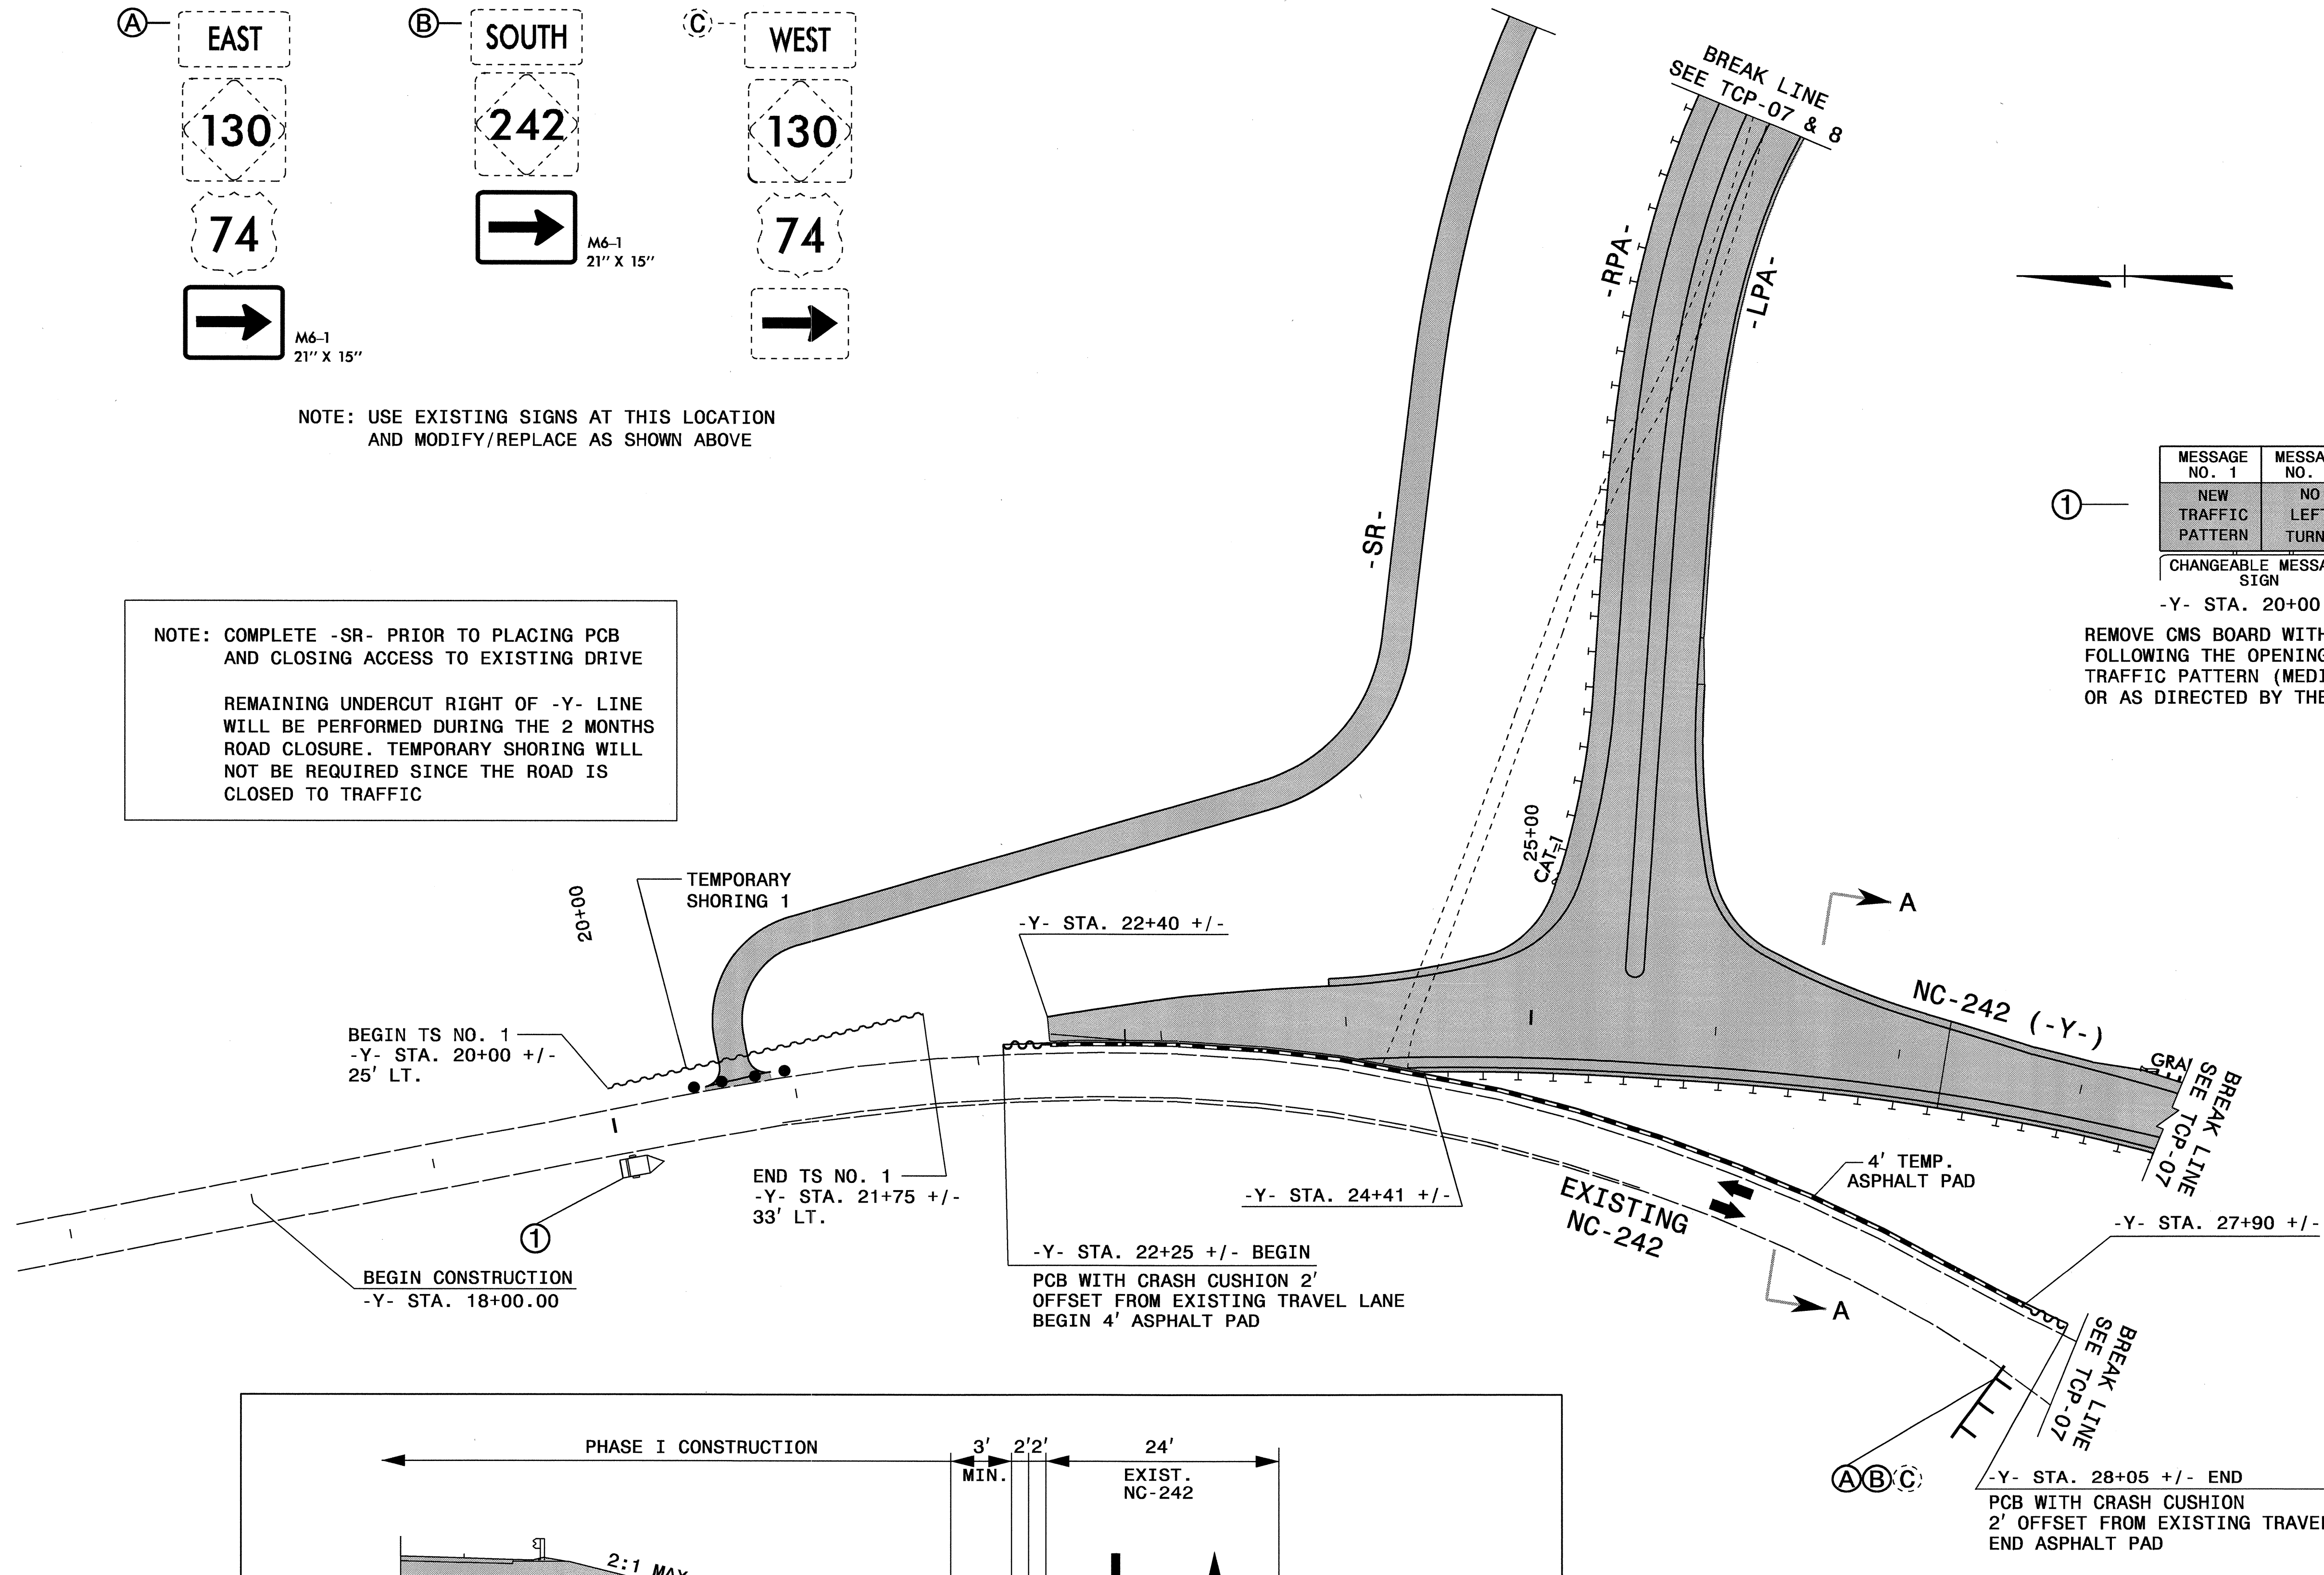 A
EAST
130
74
M6-1
21" X 15"
B
SOUTH
242
M6-1
21" X 15"
C
WEST
130
74
NOTE: USE EXISTING SIGNS AT THIS LOCATION
AND MODIFY/REPLACE AS SHOWN ABOVE
BREAK LINE
SEE TCP-07 & 8
-RPA-
-LPA-
-SR-
1
MESSAGE
NO. 1
NEW
TRAFFIC
PATTERN
NO
CHANGEABLE
SIGN
-Y- STA. 20+00
REMOVE CMS BOARD
FOLLOWING THE
TRAFFIC PATTERN
OR AS DIRECTED BY
NOTE: COMPLETE -SR- PRIOR TO PLACING PCB
AND CLOSING ACCESS TO EXISTING DRIVE
REMAINING UNDERCUT RIGHT OF -Y- LINE
WILL BE PERFORMED DURING THE 2 MONTHS
ROAD CLOSURE. TEMPORARY SHORING WILL
NOT BE REQUIRED SINCE THE ROAD IS
CLOSED TO TRAFFIC
20+00
TEMPORARY
SHORING 1
25+00
CAT-1
-Y- STA. 22+40 +/-
A
NC-242 (-Y-)
BREAK LINE
SEE TCP-07
BEGIN TS NO. 1
-Y- STA. 20+00 +/-
25' LT.
END TS NO. 1
-Y- STA. 21+75 +/-
33' LT.
1
BEGIN CONSTRUCTION
-Y- STA. 18+00.00
-Y- STA. 24+41 +/-
-Y- STA. 22+25 +/- BEGIN
PCB WITH CRASH CUSHION 2'
OFFSET FROM EXISTING TRAVEL LANE
BEGIN 4' ASPHALT PAD
EXISTING
NC-242
4' TEMP.
ASPHALT PAD
-Y- STA. 27+90 +/-
A
BREAK LINE
SEE TCP-07
A B C
-Y- STA. 28+05 +/- END
PCB WITH CRASH CUSHION
2' OFFSET FROM EXISTING
END ASPHALT PAD
PHASE I CONSTRUCTION
3'
MIN.
2' 2'
24'
EXIST.
NC-242
2:1 MAX